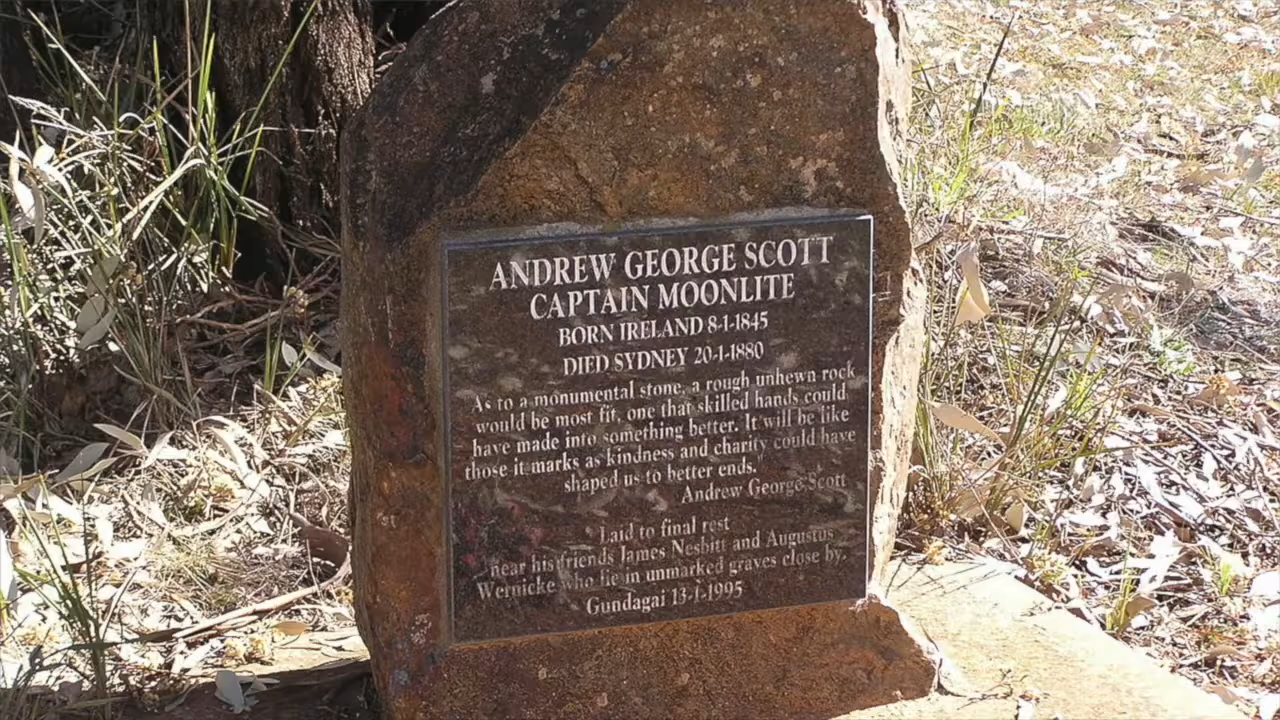 ANDREW GEORGE SCOTT
CAPTAIN MOONLITE
BORN IRELAND 8-1-1845
DIED SYDNEY 20-1-1880
As to a monumental stone, a rough unhewn rock
would be most fit, one that skilled hands could
have made into something better. It will be like
those it marks as kindness and charity could have
shaped us to better ends.
Andrew George Scott
Laid to final rest
near his friends James Nesbitt and Augustus
Wernicke who lie in unmarked graves close by.
Gundagai 13-1-1995